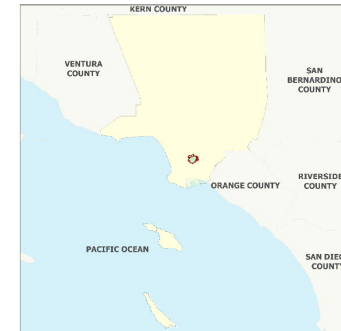 KERN COUNTY
VENTURA
COUNTY
SAN
BERNARDINO
COUNTY
ORANGE COUNTY
RIVERSIDE
COUNTY
PACIFIC OCEAN
SAN DIEG
COUNT